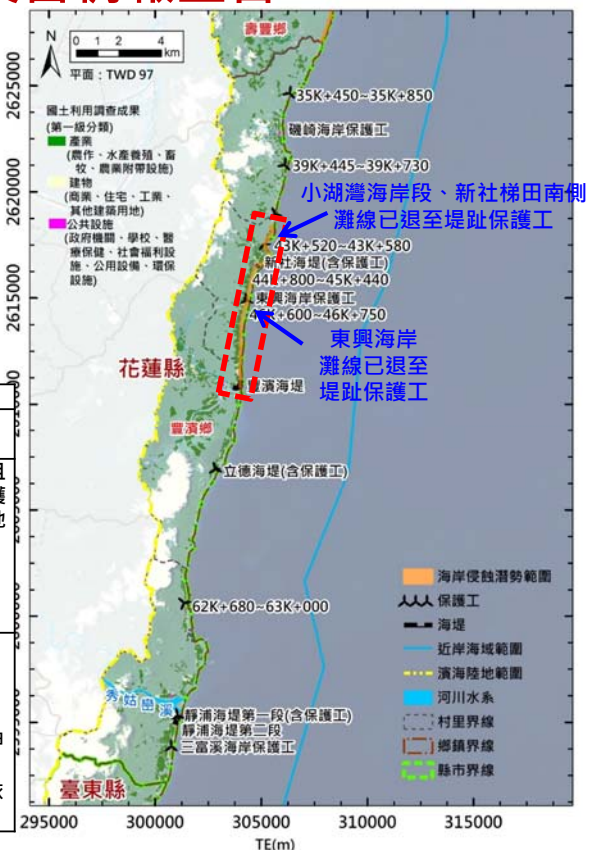 壽豐鄉
N
0 1 2 4
km
平面：TWD 97
國土利用調查成果
(第一級分類)
產業
(農作、水產養殖、畜
牧、農業附帶設施)
建物
(商業、住宅、工業、
其他建築用地)
公共設施
(政府機關、學校、醫
療保健、社會福利設
施、公用設備、環保
設施)
35K+450~35K+850
磯崎海岸保護工
39K+445~39K+730
小湖灣海岸段、新社梯田南側
灘線已退至堤趾保護工
43K+520~43K+580
新社海堤(含保護工)
44K+800~45K+440
東興海岸保護工
K+600~46K+750
東興海岸
灘線已退至
堤趾保護工
花蓮縣
豐濱海堤
豐濱鄉
立德海堤(含保護工)
62K+680~63K+000
秀姑巒溪
靜浦海堤第一段(含保護工)
靜浦海堤第二段
三富溪海岸保護工
臺東縣
海岸侵蝕潛勢範圍
保護工
海堤
近岸海域範圍
濱海陸地範圍
河川水系
村里界線
鄉鎮界線
縣市界線
2625000
2620000
2615000
295000 300000 305000 310000 315000
TE(m)